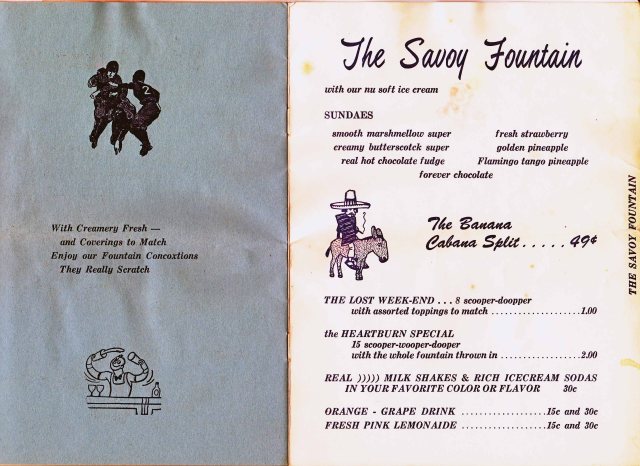 2
With Creamery Fresh —
and Coverings to Match
Enjoy our Fountain Concoxtions
They Really Scratch
The Savoy Fountain
with our nu soft ice cream
SUNDAES
smooth marshmellow super
fresh strawberry
creamy butterscotck super
golden pineapple
real hot chocolate fudge
Flamingo tango pineapple
forever chocolate
The Banana
Cabana Split ..... 49¢
THE LOST WEEK-END ... 8 scooper-doopper
with assorted toppings to match ....................1.00
the HEARTBURN SPECIAL
15 scooper-wooper-dooper
with the whole fountain thrown in ..................2.00
REAL ))))) MILK SHAKES & RICH ICECREAM SODAS
IN YOUR FAVORITE COLOR OR FLAVOR 30c
ORANGE - GRAPE DRINK ..................15c and 30c
FRESH PINK LEMONAIDE ..................15c and 30c
THE SAVOY FOUNTAIN